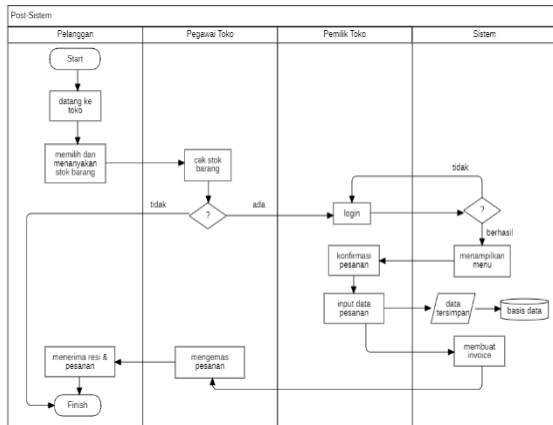 Post-Sistem
Pelanggan
Pegawai Toko
Pemilik Toko
Sistem
Start
datang ke
toko
memilih dan
menanyakan
stok barang
cek stok
barang
tidak
?
ada
login
tidak
?
berhasil
menampilkan
menu
konfirmasi
pesanan
input data
pesanan
data
tersimpan
basis data
membuat
invoice
mengemas
pesanan
menerima resi &
pesanan
Finish